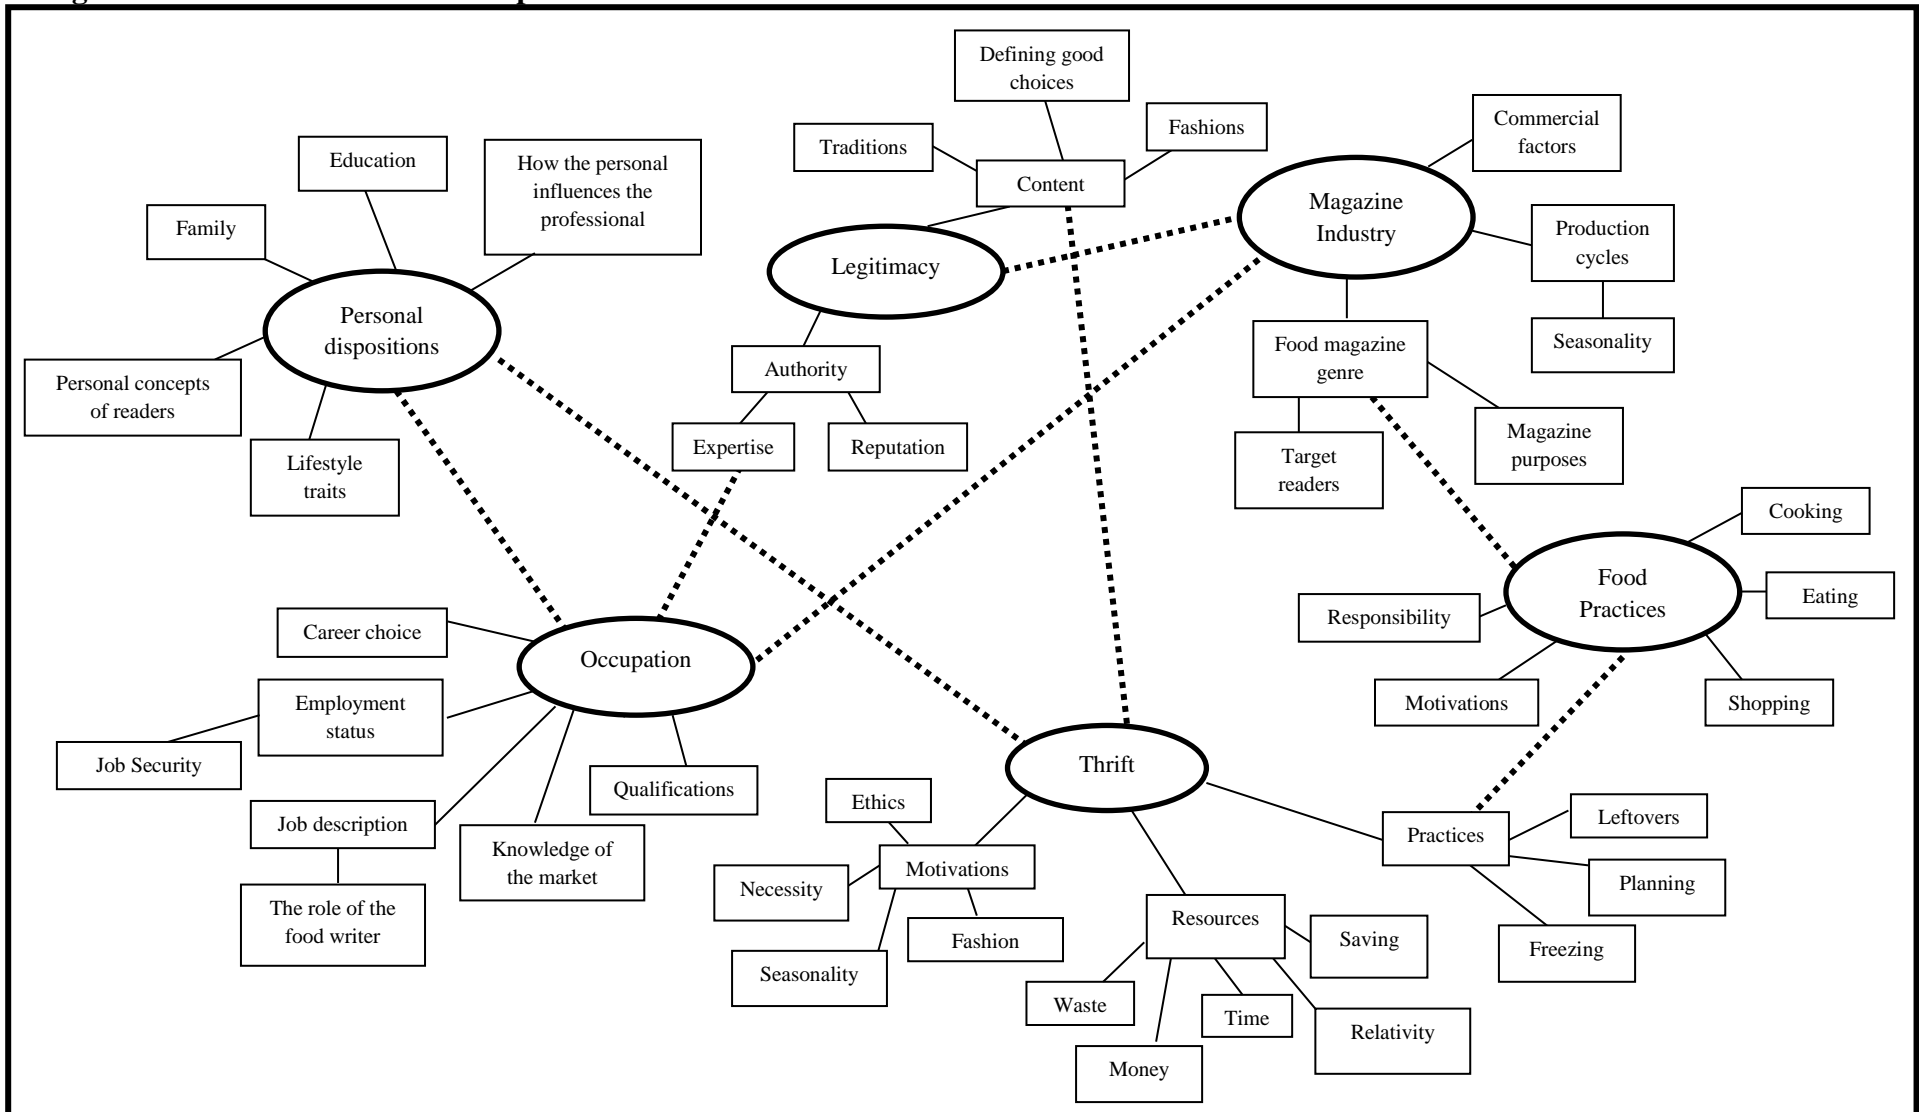 Defining good
choices
Traditions
Fashions
Content
Legitimacy
Authority
Expertise
Reputation
Education
How the personal
influences the
professional
Family
Personal
dispositions
Personal concepts
of readers
Lifestyle
traits
Magazine
Industry
Commercial
factors
Production
cycles
Seasonality
Food magazine
genre
Target
readers
Magazine
purposes
Food
Practices
Cooking
Eating
Shopping
Responsibility
Motivations
Occupation
Career choice
Employment
status
Job Security
Job description
The role of the
food writer
Knowledge of
the market
Qualifications
Thrift
Motivations
Ethics
Necessity
Seasonality
Fashion
Resources
Waste
Money
Time
Relativity
Saving
Practices
Leftovers
Planning
Freezing